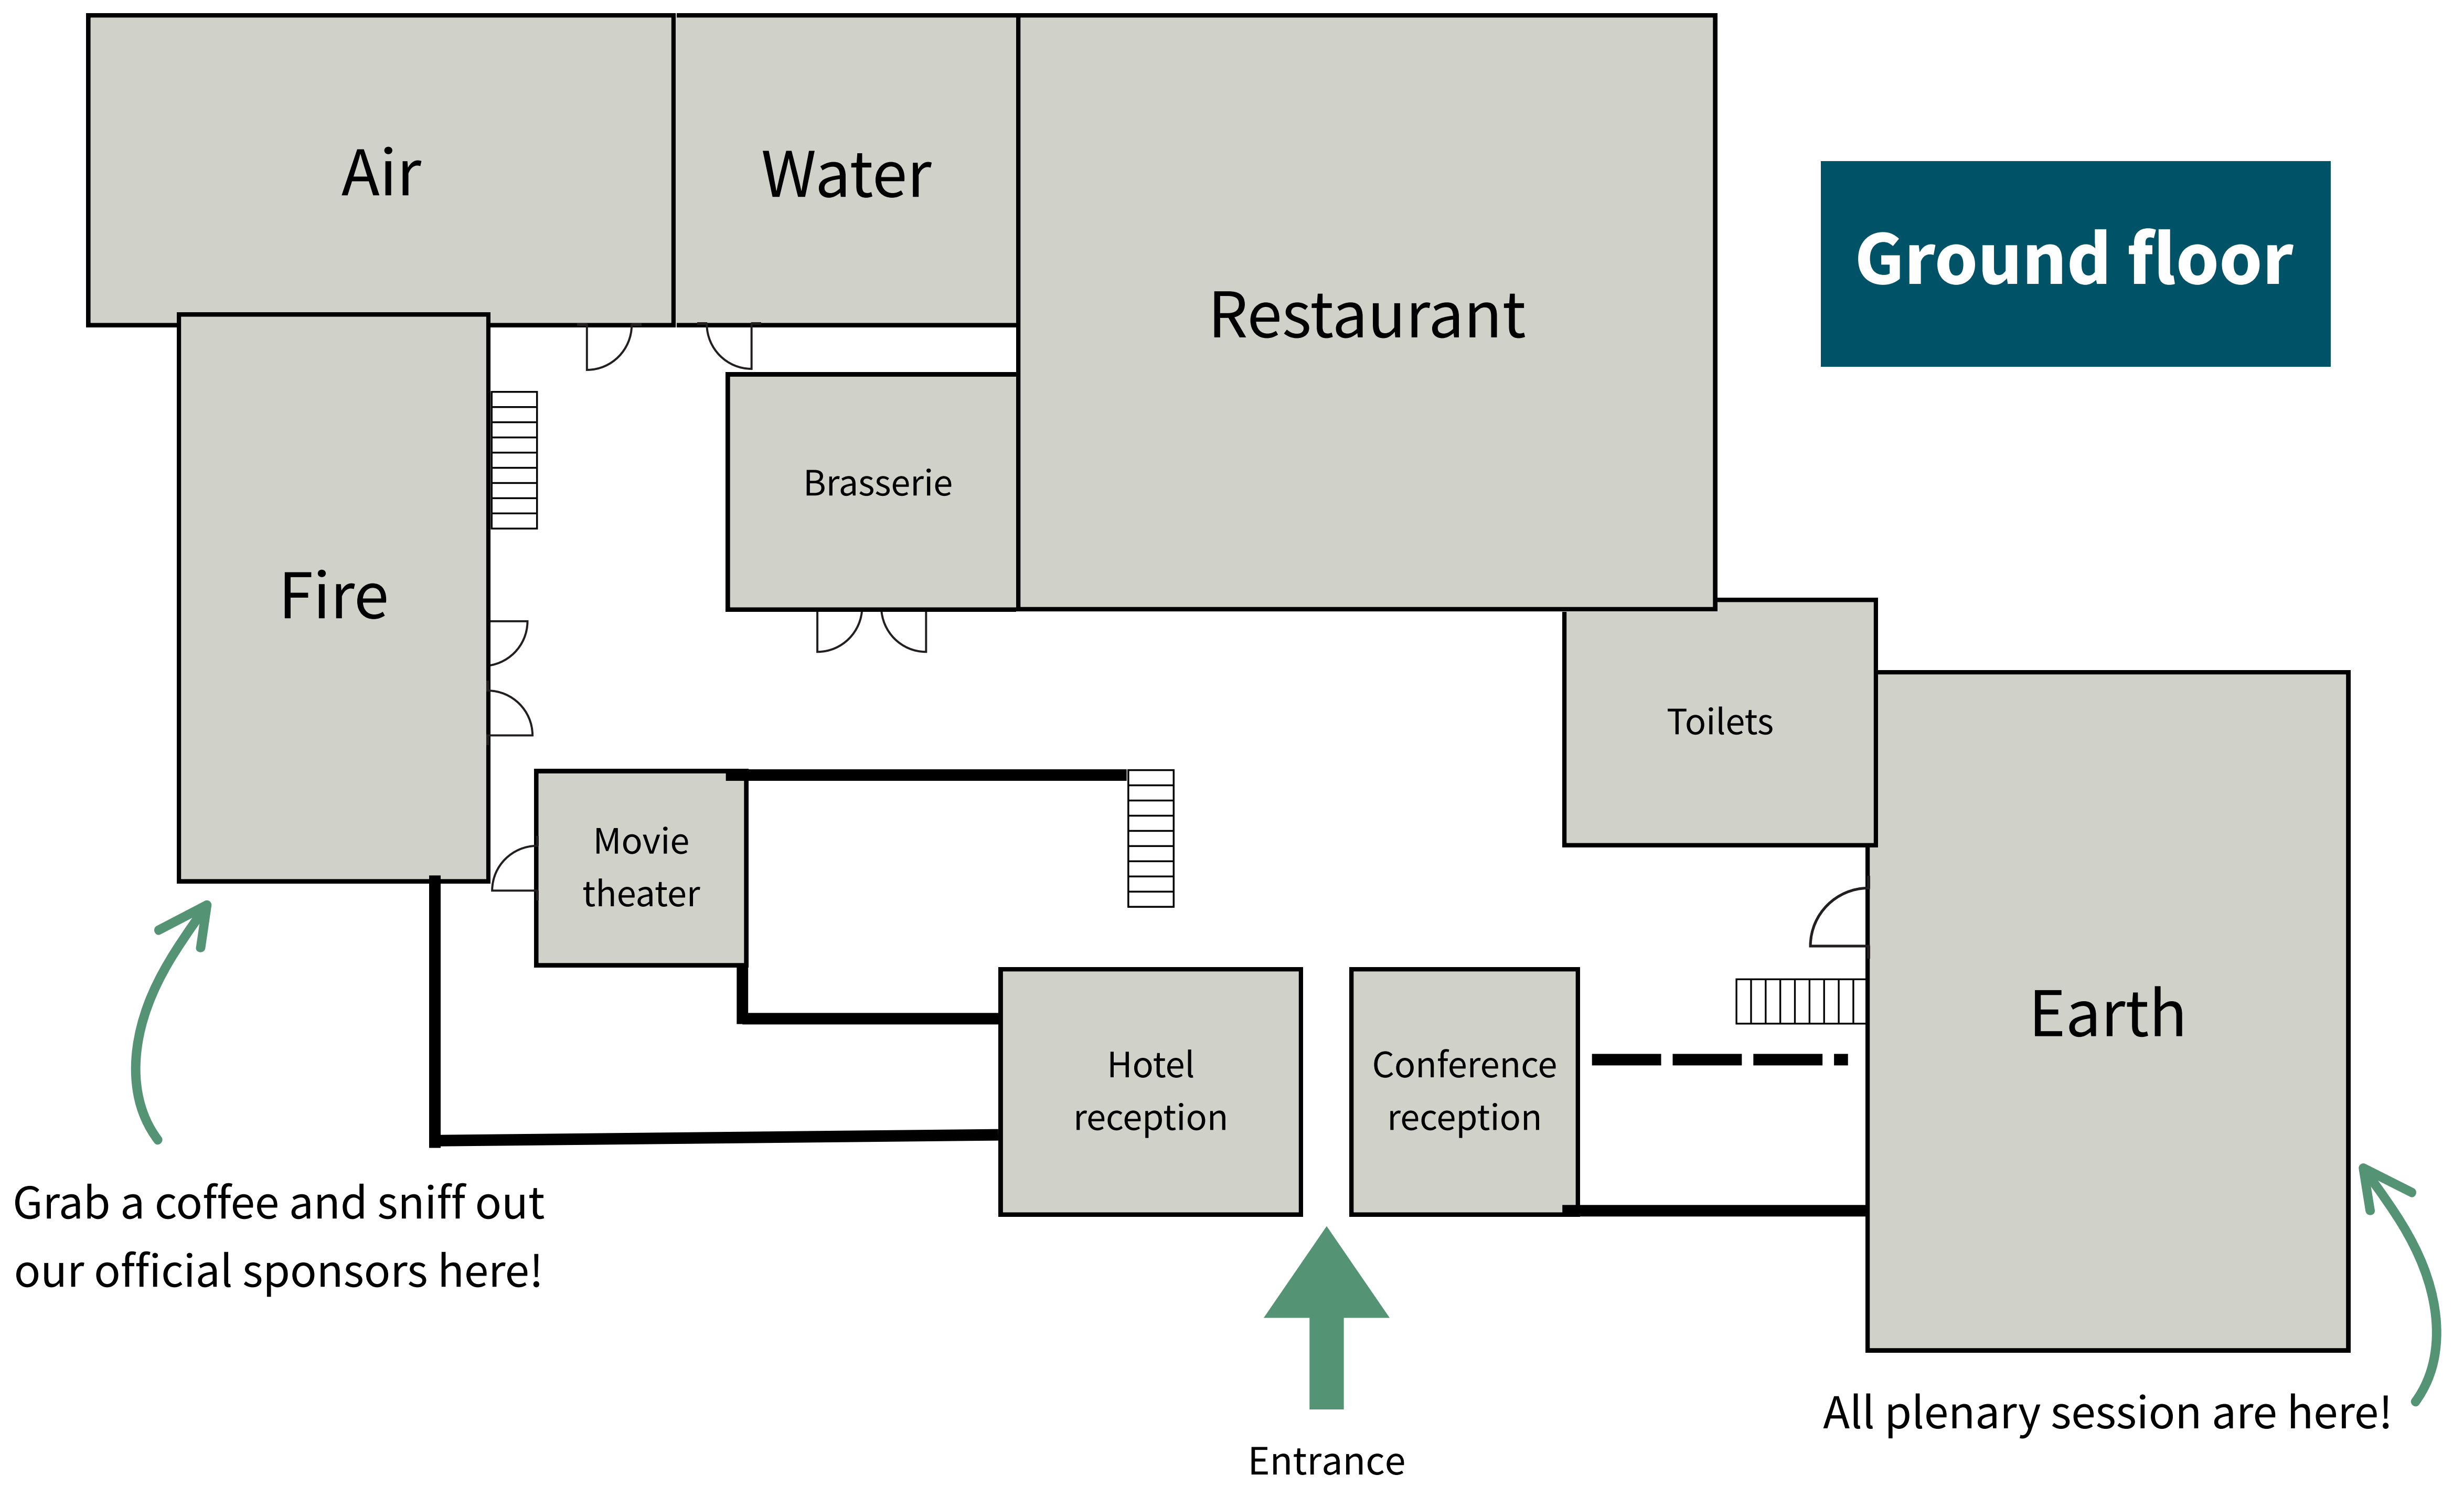 Air
Water
Restaurant
Ground floor
Brasserie
Fire
Toilets
Movie
theater
Earth
Hotel
reception
Conference
reception
Grab a coffee and sniff out
our official sponsors here!
All plenary session are here!
Entrance